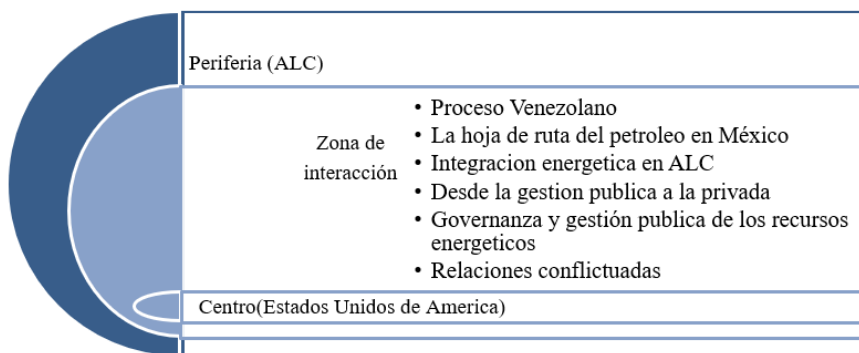 Periferia (ALC)
Zona de
interacción
• Proceso Venezolano
• La hoja de ruta del petroleo en México
• Integracion energetica en ALC
• Desde la gestion publica a la privada
• Governanza y gestión publica de los recursos
energeticos
• Relaciones conflictuadas
Centro(Estados Unidos de America)